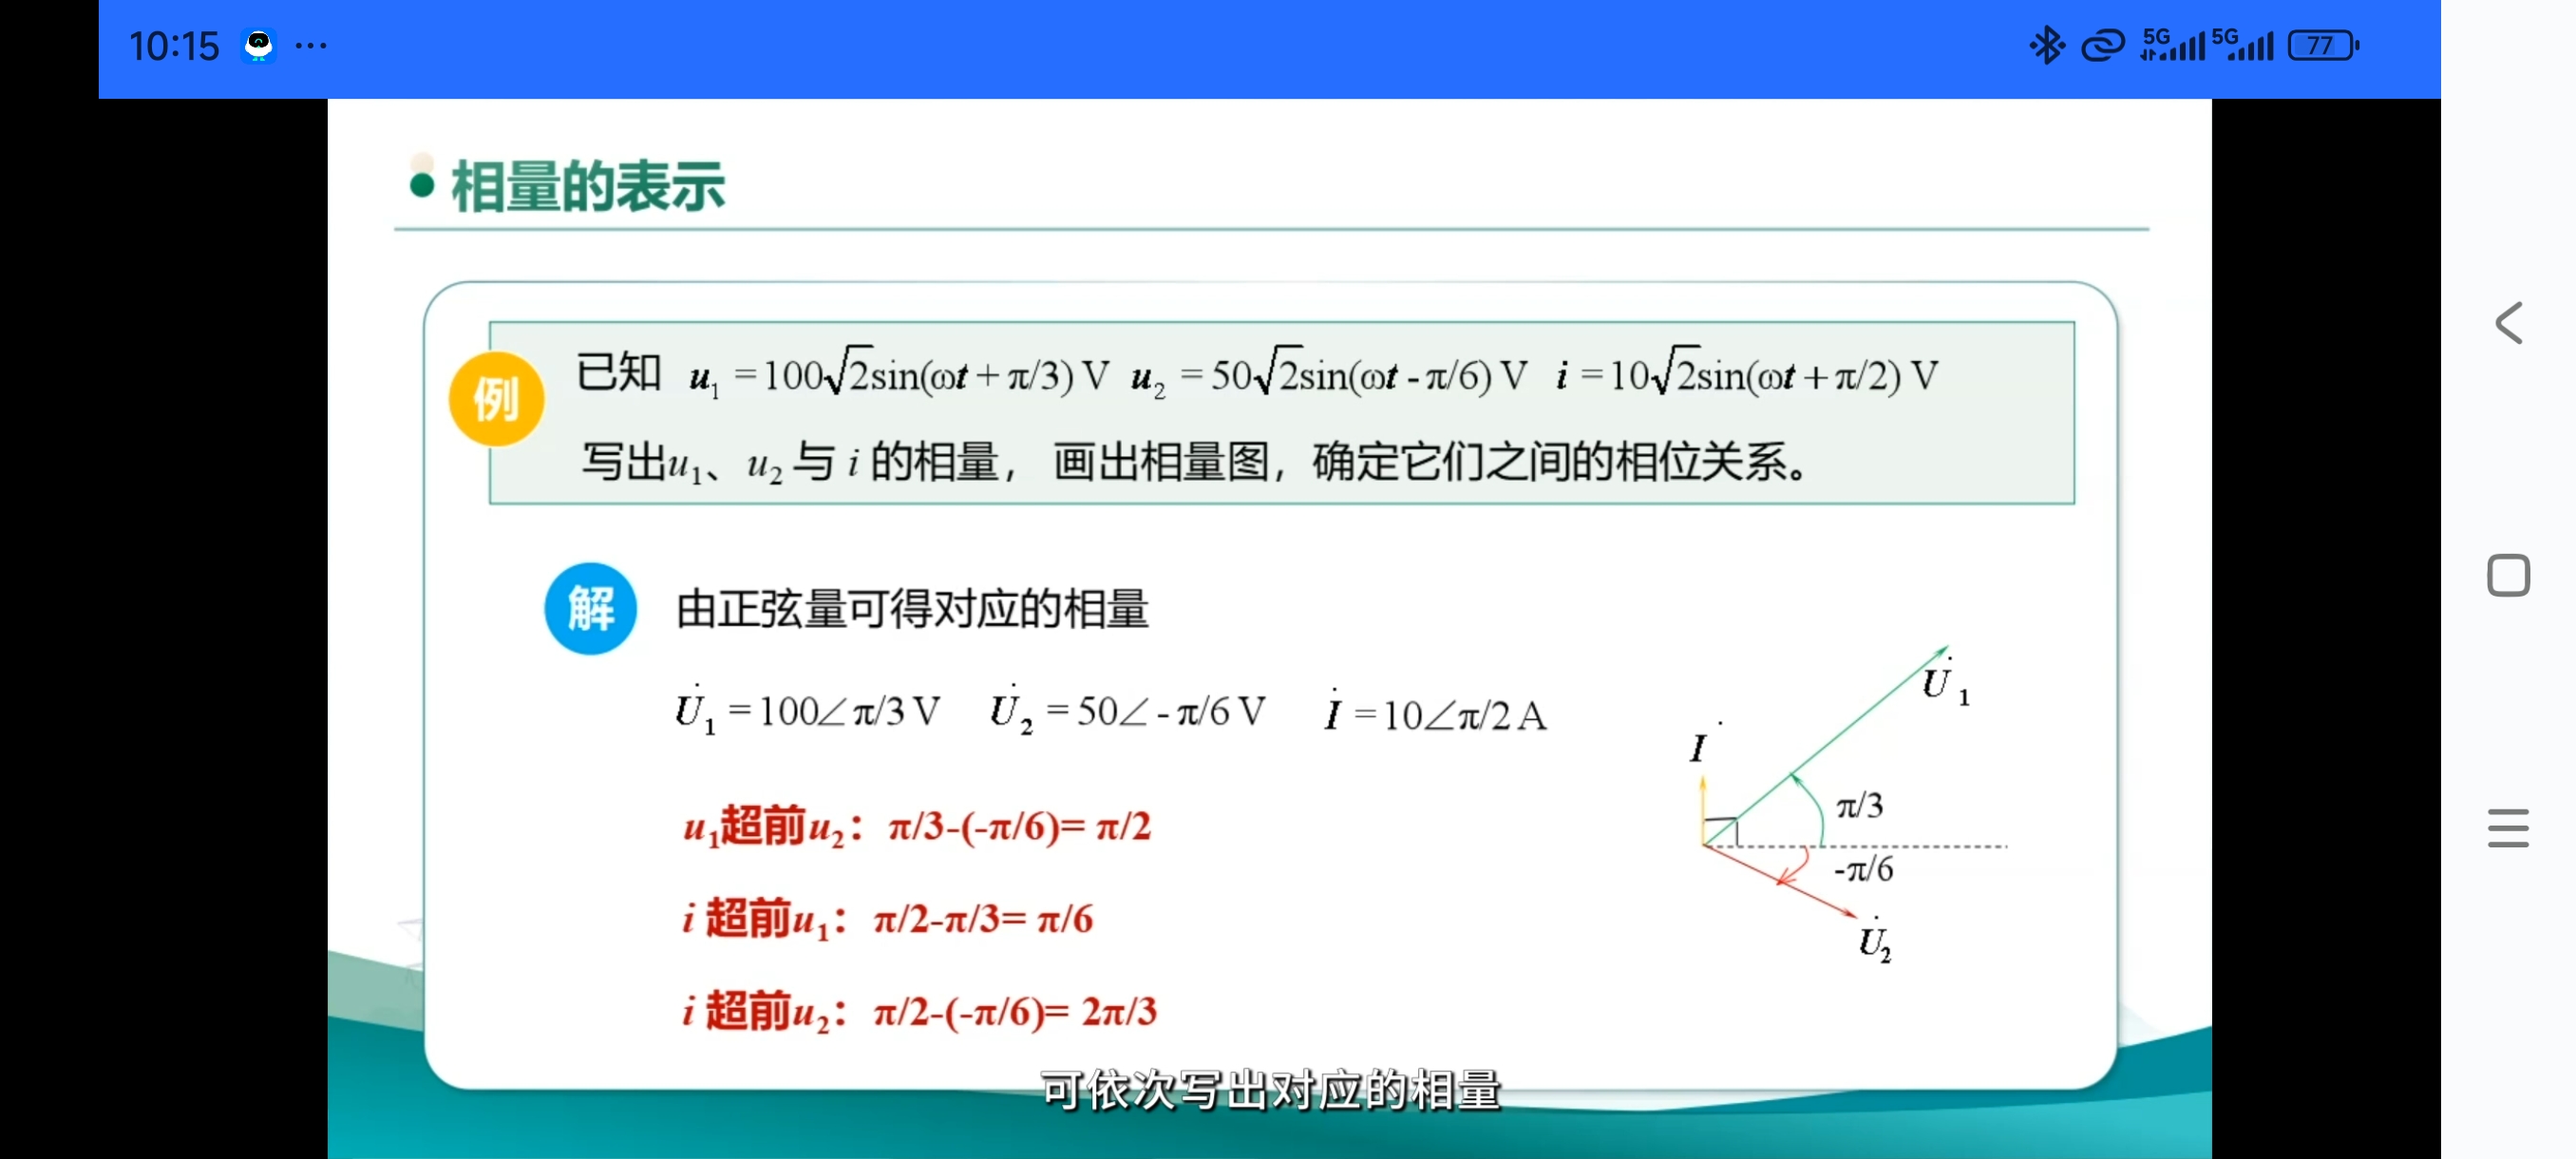 10:15 ...
5G 5G 77
相量的表示
例
已知 u₁ = 100√2sin(ωt + π/3) V u₂ = 50√2sin(ωt - π/6) V i = 10√2sin(ωt + π/2) V
写出u₁、u₂ 与 i 的相量， 画出相量图，确定它们之间的相位关系。
解 由正弦量可得对应的相量
U̇₁ = 100∠π/3 V U̇₂ = 50∠ - π/6 V İ = 10∠π/2 A
u₁超前u₂：π/3-(-π/6)= π/2
i 超前u₁：π/2-π/3= π/6
i 超前u₂：π/2-(-π/6)= 2π/3
U̇₁
İ
π/3
-π/6
U̇₂
可依次写出对应的相量